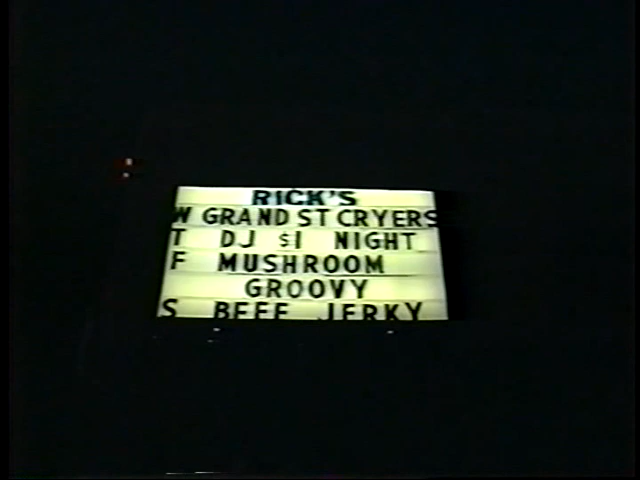 RICK'S
W GRAND ST CRYERS
T DJ $1 NIGHT
F MUSHROOM
GROOVY
S BEEF JERKY